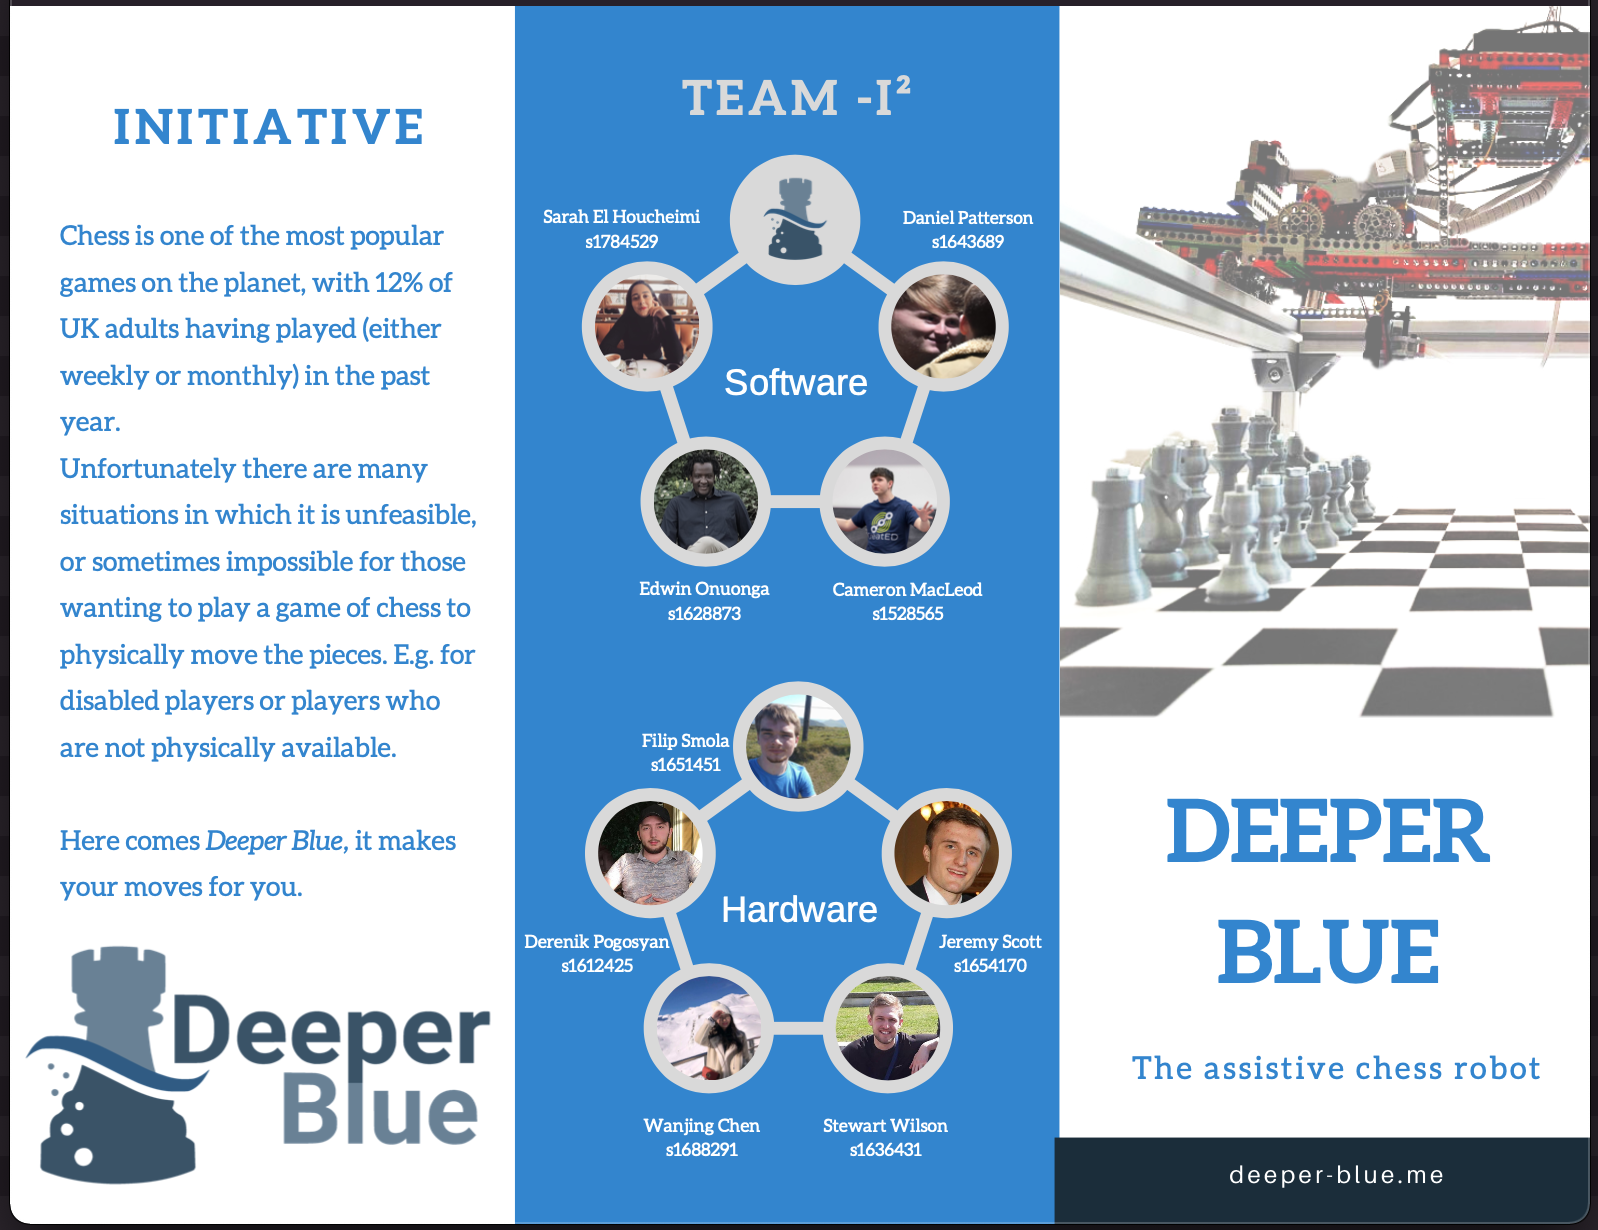 INITIATIVE
Chess is one of the most popular
games on the planet, with 12% of
UK adults having played (either
weekly or monthly) in the past
year.
Unfortunately there are many
situations in which it is unfeasible,
or sometimes impossible for those
wanting to play a game of chess to
physically move the pieces. E.g. for
disabled players or players who
are not physically available.
Here comes Deeper Blue, it makes
your moves for you.
Deeper
Blue
TEAM -I²
Sarah El Houcheimi
s1784529
Daniel Patterson
s1643689
Software
Edwin Onuonga
s1628873
Cameron MacLeod
s1528565
Filip Smola
s1651451
Hardware
Derenik Pogosyan
s1612425
Jeremy Scott
s1654170
Wanjing Chen
s1688291
Stewart Wilson
s1636431
DEEPER
BLUE
The assistive chess robot
deeper-blue.me